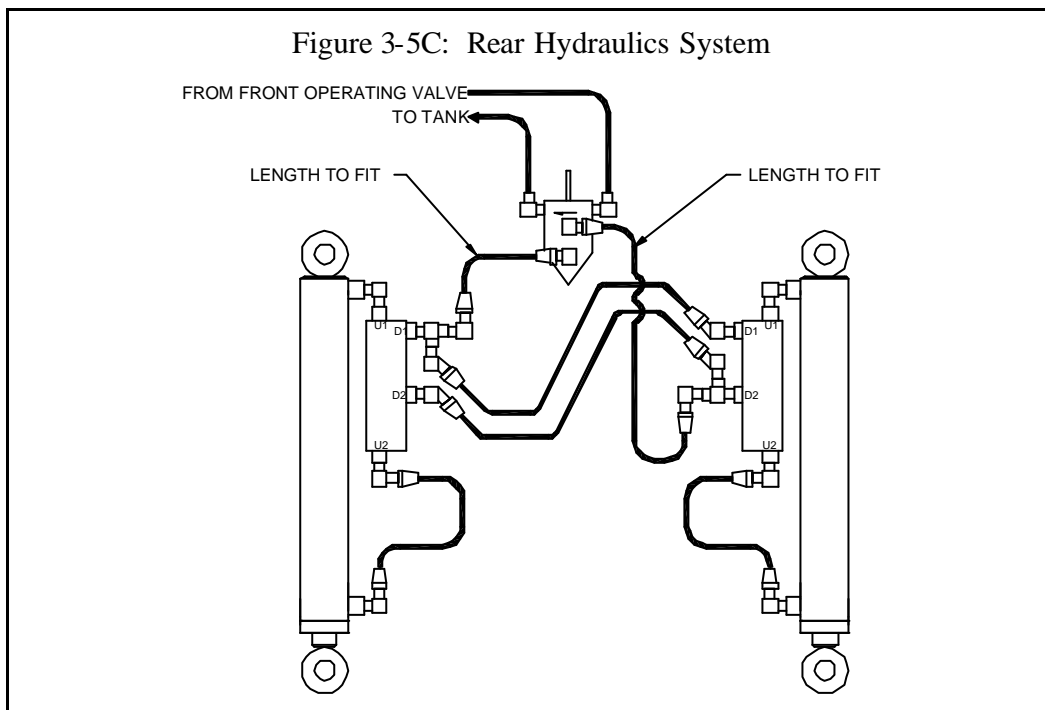 Figure 3-5C: Rear Hydraulics System
FROM FRONT OPERATING VALVE
TO TANK
LENGTH TO FIT
LENGTH TO FIT
U1
U1
D1
D1
D2
D2
U2
U2